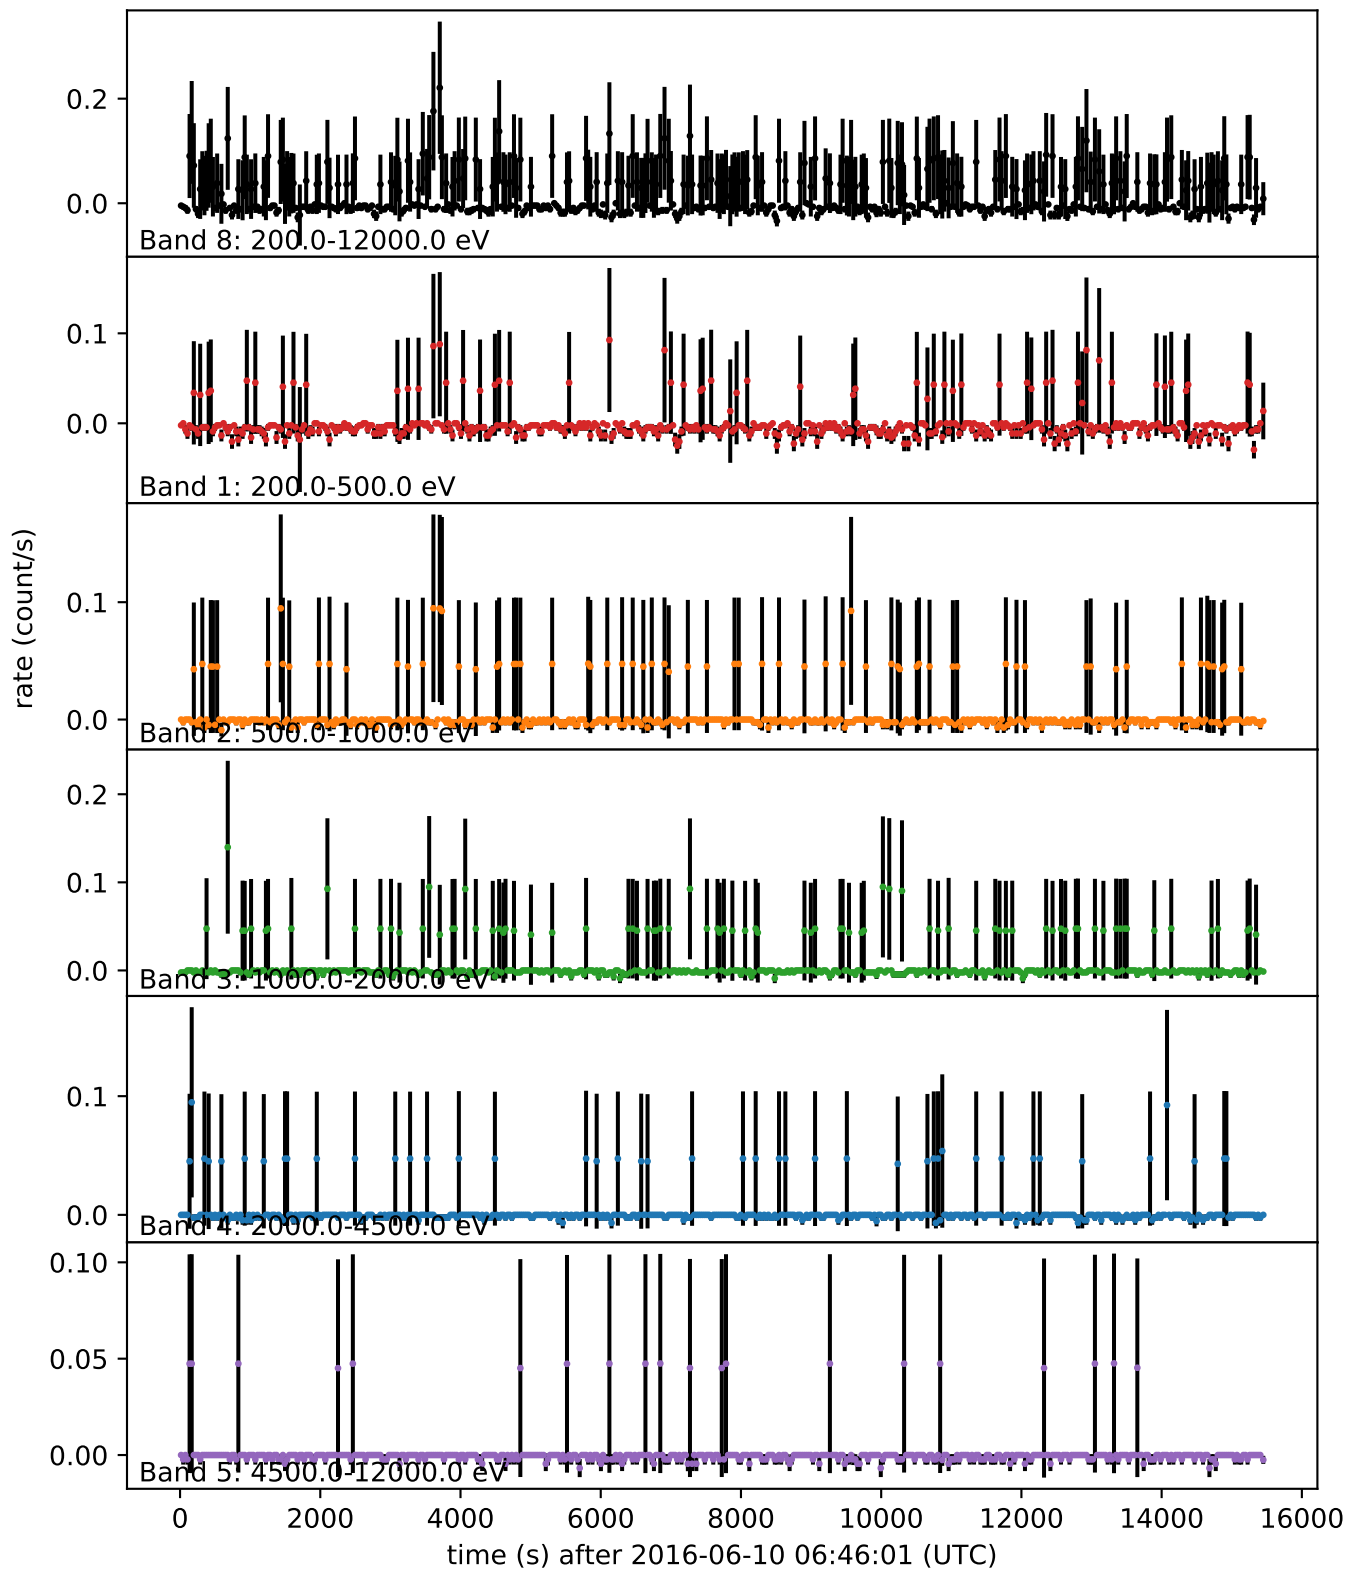 0.2
0.0
Band 8: 200.0-12000.0 eV
0.1
0.0
Band 1: 200.0-500.0 eV
rate (count/s)
0.1
0.0
Band 2: 500.0-1000.0 eV
0.2
0.1
0.0
Band 3: 1000.0-2000.0 eV
0.1
0.0
Band 4: 2000.0-4500.0 eV
0.10
0.05
0.00
Band 5: 4500.0-12000.0 eV
0 2000 4000 6000 8000 10000 12000 14000 16000
time (s) after 2016-06-10 06:46:01 (UTC)